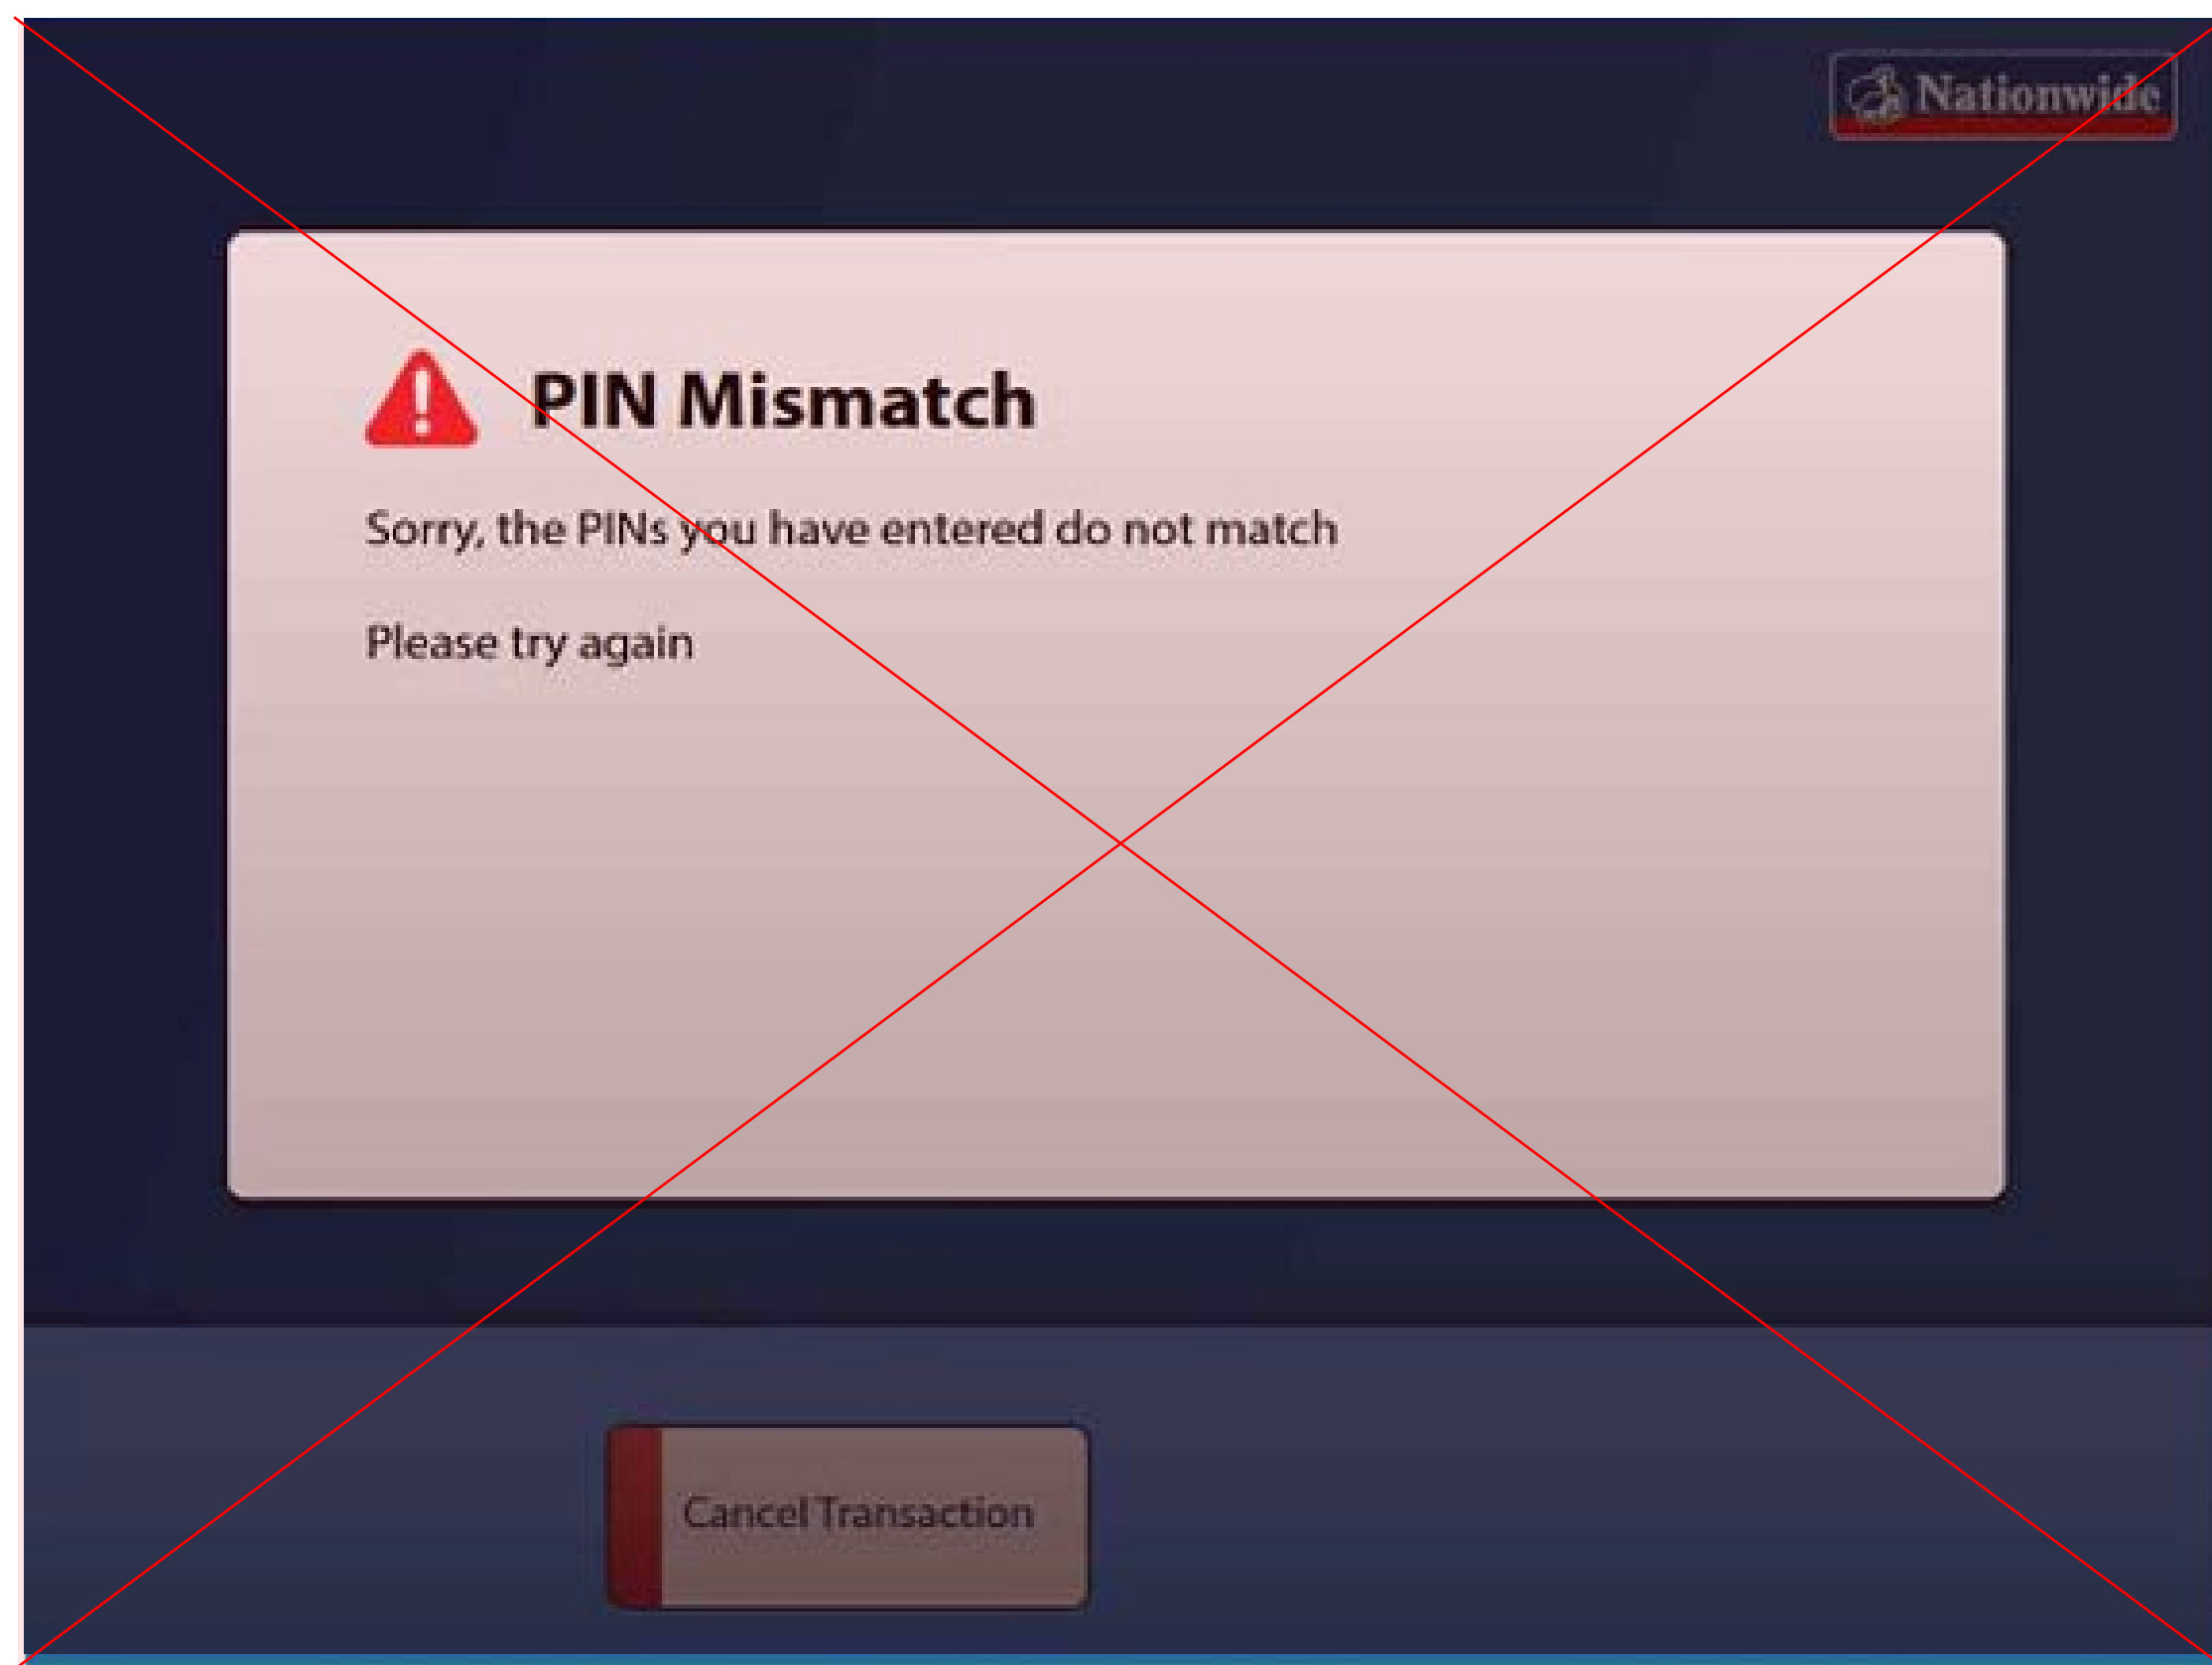 Nationwide
PIN Mismatch
Sorry, the PINs you have entered do not match
Please try again
Cancel Transaction